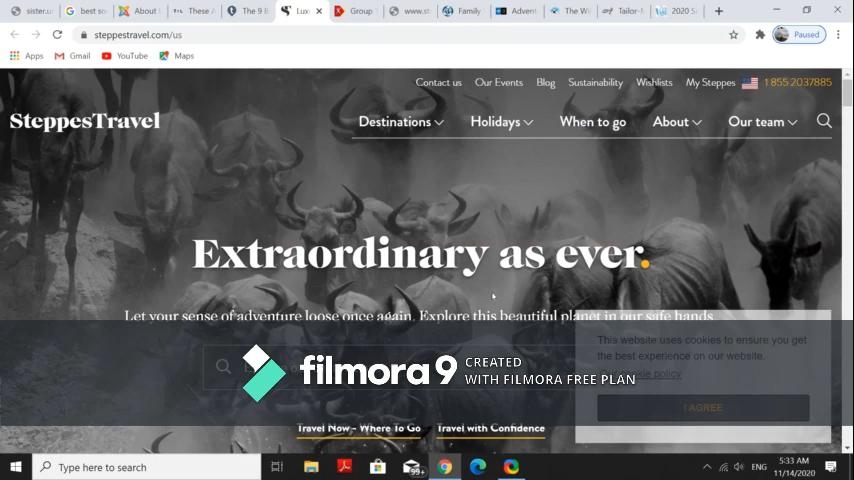 sister.u
best so
About
These A
The 9 B
Lux
Group
www.st
Family
Advent
The Wi
Tailor-M
2020 S
steppestravel.com/us
Paused
Apps
Gmail
YouTube
Maps
Contact us
Our Events
Blog
Sustainability
Wishlists
My Steppes
1 855 2037885
SteppesTravel
Destinations
Holidays
When to go
About
Our team
Extraordinary as ever.
Let your sense of adventure loose once again. Explore this beautiful planet in our safe hands
This website uses cookies to ensure you get
the best experience on our website.
Our cookie policy
I AGREE
filmora9
CREATED
WITH FILMORA FREE PLAN
Travel Now - Where To Go
Travel with Confidence
Type here to search
99+
ENG
5:33 AM
11/14/2020